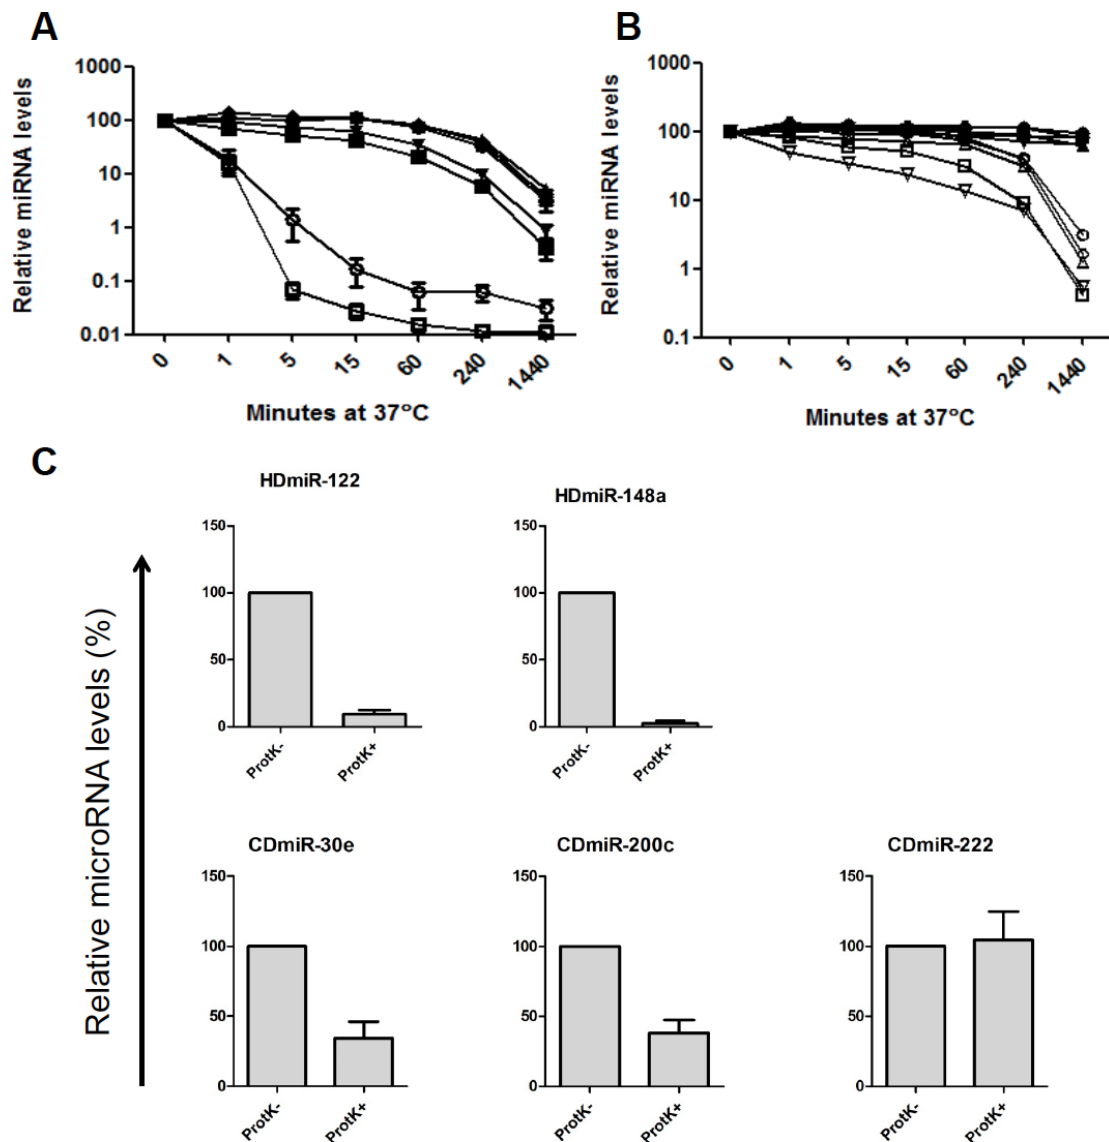 A
Relative miRNA levels
1000
100
10
1
0.1
0.01
0
1
5
15
60
240
1440
Minutes at 37°C
B
Relative miRNA levels
1000
100
10
1
0.1
0
1
5
15
60
240
1440
Minutes at 37°C
C
Relative microRNA levels (%)
HDmiR-122
150
100
50
0
ProtK-
ProtK+
HDmiR-148a
150
100
50
0
ProtK-
ProtK+
CDmiR-30e
150
100
50
0
ProtK-
ProtK+
CDmiR-200c
150
100
50
0
ProtK-
ProtK+
CDmiR-222
150
100
50
0
ProtK-
ProtK+